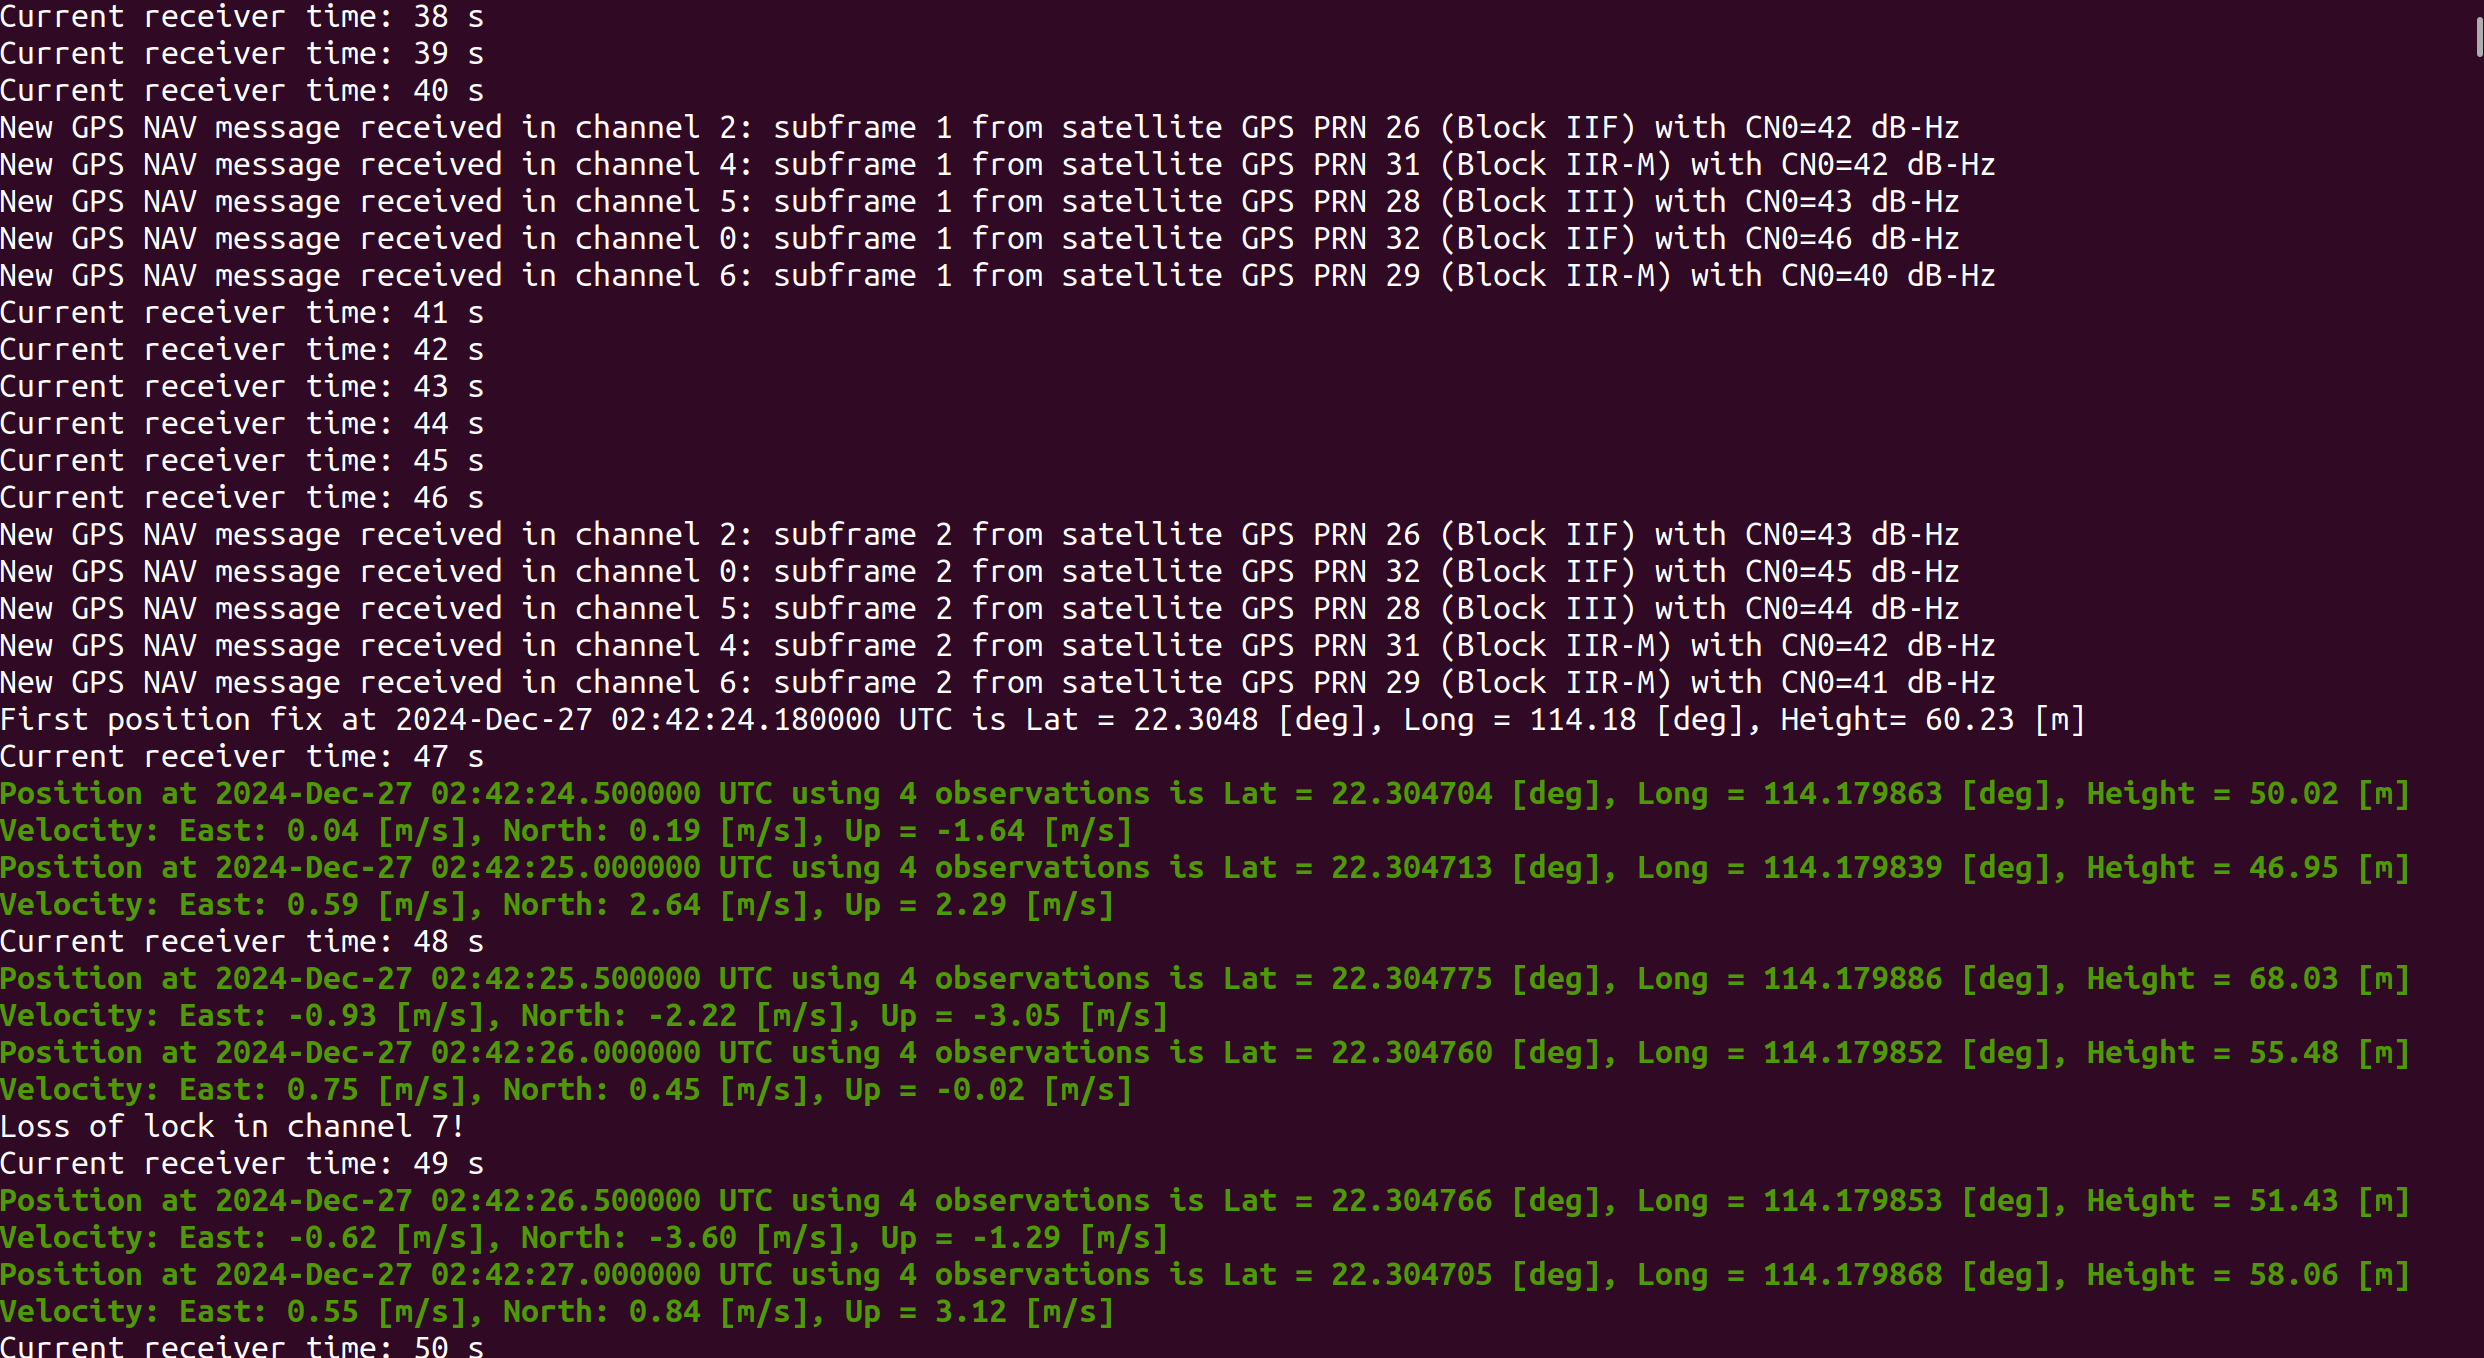 Current receiver time: 38 s
Current receiver time: 39 s
Current receiver time: 40 s
New GPS NAV message received in channel 2: subframe 1 from satellite GPS PRN 26 (Block IIF) with CN0=42 dB-Hz
New GPS NAV message received in channel 4: subframe 1 from satellite GPS PRN 31 (Block IIR-M) with CN0=42 dB-Hz
New GPS NAV message received in channel 5: subframe 1 from satellite GPS PRN 28 (Block III) with CN0=43 dB-Hz
New GPS NAV message received in channel 0: subframe 1 from satellite GPS PRN 32 (Block IIF) with CN0=46 dB-Hz
New GPS NAV message received in channel 6: subframe 1 from satellite GPS PRN 29 (Block IIR-M) with CN0=40 dB-Hz
Current receiver time: 41 s
Current receiver time: 42 s
Current receiver time: 43 s
Current receiver time: 44 s
Current receiver time: 45 s
Current receiver time: 46 s
New GPS NAV message received in channel 2: subframe 2 from satellite GPS PRN 26 (Block IIF) with CN0=43 dB-Hz
New GPS NAV message received in channel 0: subframe 2 from satellite GPS PRN 32 (Block IIF) with CN0=45 dB-Hz
New GPS NAV message received in channel 5: subframe 2 from satellite GPS PRN 28 (Block III) with CN0=44 dB-Hz
New GPS NAV message received in channel 4: subframe 2 from satellite GPS PRN 31 (Block IIR-M) with CN0=42 dB-Hz
New GPS NAV message received in channel 6: subframe 2 from satellite GPS PRN 29 (Block IIR-M) with CN0=41 dB-Hz
First position fix at 2024-Dec-27 02:42:24.180000 UTC is Lat = 22.3048 [deg], Long = 114.18 [deg], Height= 60.23 [m]
Current receiver time: 47 s
Position at 2024-Dec-27 02:42:24.500000 UTC using 4 observations is Lat = 22.304704 [deg], Long = 114.179863 [deg], Height = 50.02 [m]
Velocity: East: 0.04 [m/s], North: 0.19 [m/s], Up = -1.64 [m/s]
Position at 2024-Dec-27 02:42:25.000000 UTC using 4 observations is Lat = 22.304713 [deg], Long = 114.179839 [deg], Height = 46.95 [m]
Velocity: East: 0.59 [m/s], North: 2.64 [m/s], Up = 2.29 [m/s]
Current receiver time: 48 s
Position at 2024-Dec-27 02:42:25.500000 UTC using 4 observations is Lat = 22.304775 [deg], Long = 114.179886 [deg], Height = 68.03 [m]
Velocity: East: -0.93 [m/s], North: -2.22 [m/s], Up = -3.05 [m/s]
Position at 2024-Dec-27 02:42:26.000000 UTC using 4 observations is Lat = 22.304760 [deg], Long = 114.179852 [deg], Height = 55.48 [m]
Velocity: East: 0.75 [m/s], North: 0.45 [m/s], Up = -0.02 [m/s]
Loss of lock in channel 7!
Current receiver time: 49 s
Position at 2024-Dec-27 02:42:26.500000 UTC using 4 observations is Lat = 22.304766 [deg], Long = 114.179853 [deg], Height = 51.43 [m]
Velocity: East: -0.62 [m/s], North: -3.60 [m/s], Up = -1.29 [m/s]
Position at 2024-Dec-27 02:42:27.000000 UTC using 4 observations is Lat = 22.304705 [deg], Long = 114.179868 [deg], Height = 58.06 [m]
Velocity: East: 0.55 [m/s], North: 0.84 [m/s], Up = 3.12 [m/s]
Current receiver time: 50 s